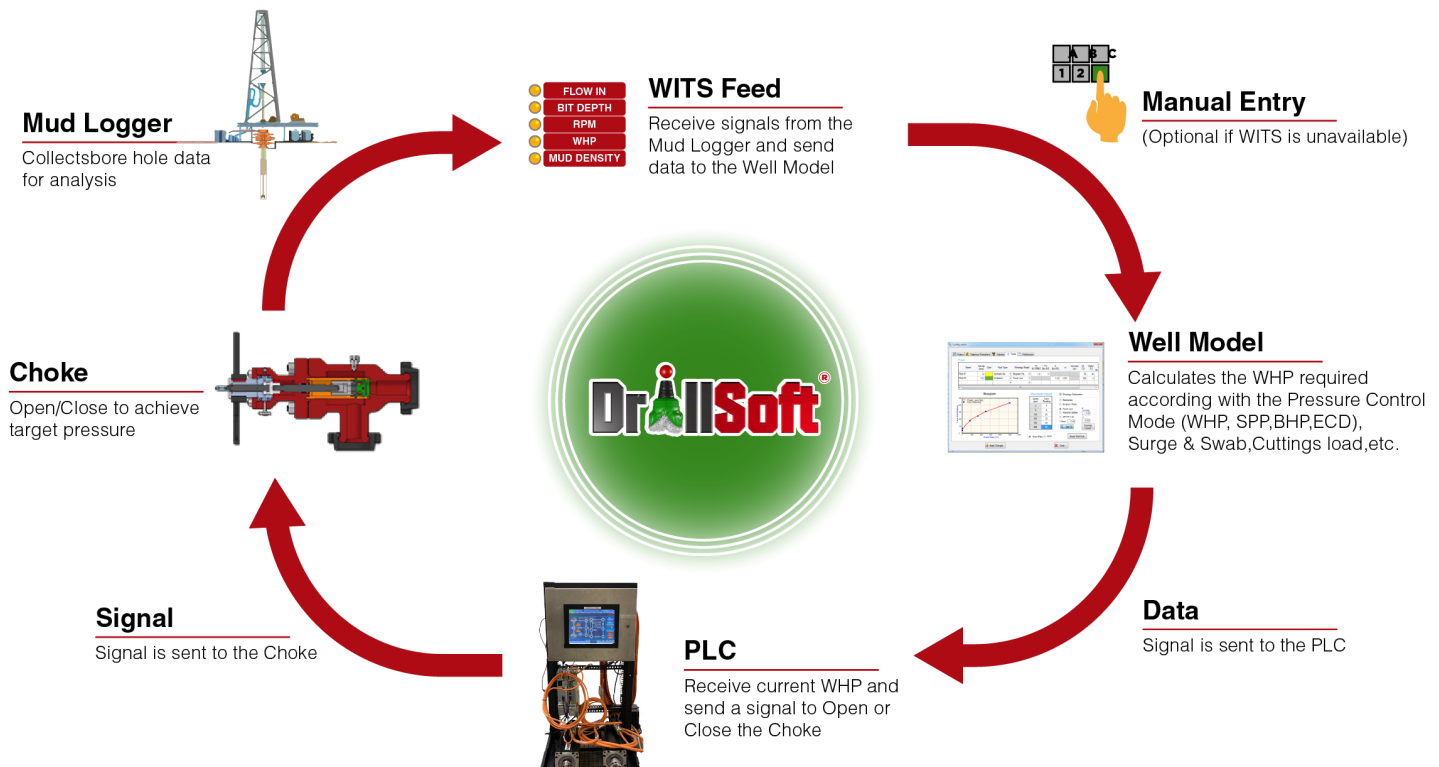 Mud Logger
Collectsbore hole data
for analysis
FLOW IN
BIT DEPTH
RPM
WHP
MUD DENSITY
WITS Feed
Receive signals from the
Mud Logger and send
data to the Well Model
A B C
1 2
Manual Entry
(Optional if WITS is unavailable)
Choke
Open/Close to achieve
target pressure
DrillSoft®
Well Model
Calculates the WHP required
according with the Pressure Control
Mode (WHP, SPP,BHP,ECD),
Surge & Swab,Cuttings load,etc.
Signal
Signal is sent to the Choke
PLC
Receive current WHP and
send a signal to Open or
Close the Choke
Data
Signal is sent to the PLC